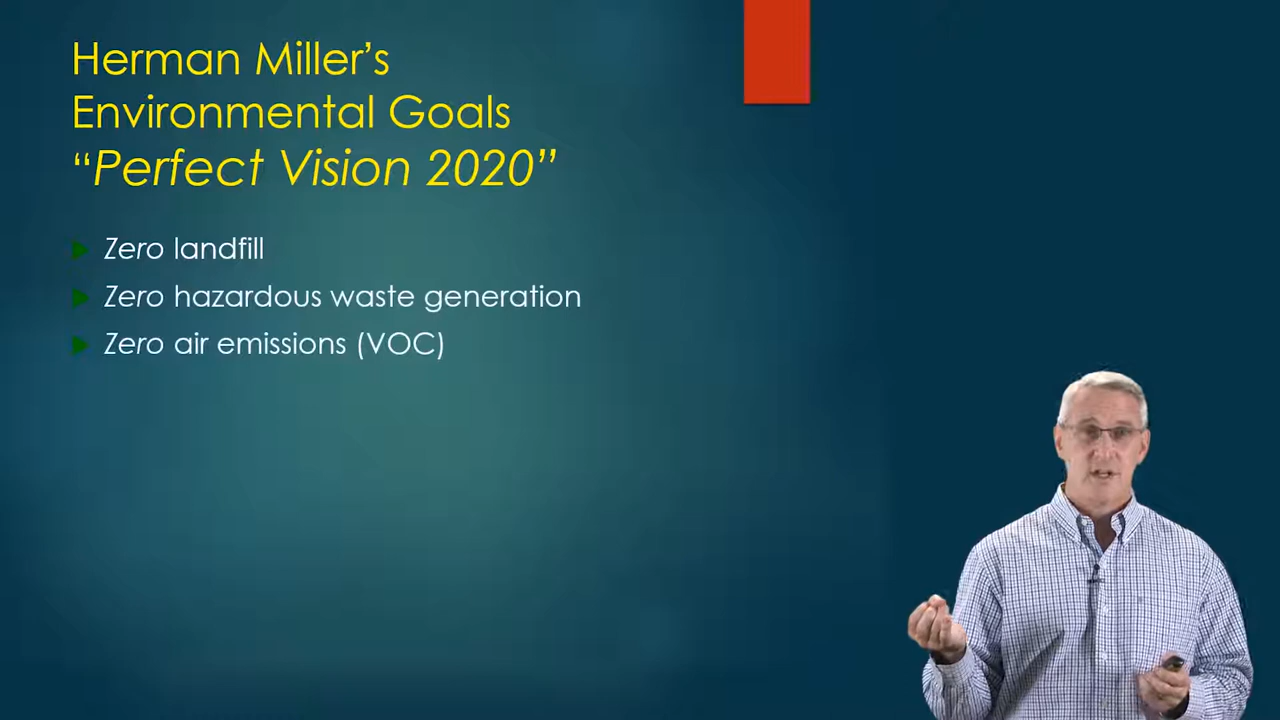 Herman Miller’s
Environmental Goals
“Perfect Vision 2020”
Zero landfill
Zero hazardous waste generation
Zero air emissions (VOC)